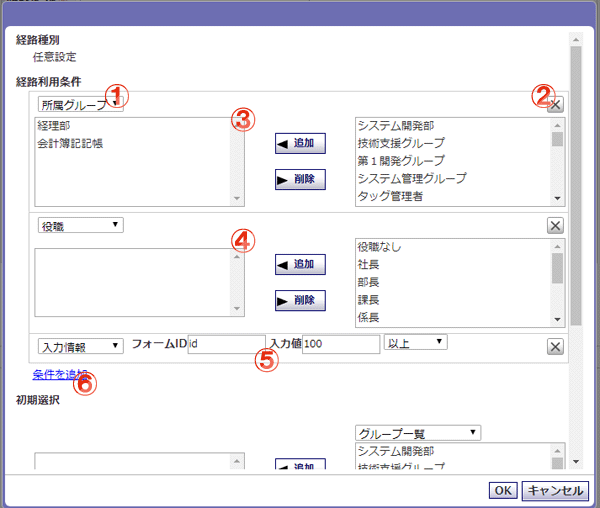 経路種別
任意設定
経路利用条件
所属グループ ① ②
経理部
会計簿記記帳
③
追加
削除
システム開発部
技術支援グループ
第１開発グループ
システム管理グループ
タッグ管理者
役職
④
追加
削除
役職なし
社長
部長
課長
係長
入力情報 フォームID id 入力値 100 以上
⑤
条件を追加 ⑥
初期選択
グループ一覧
追加
システム開発部
技術支援グループ
OK キャンセル